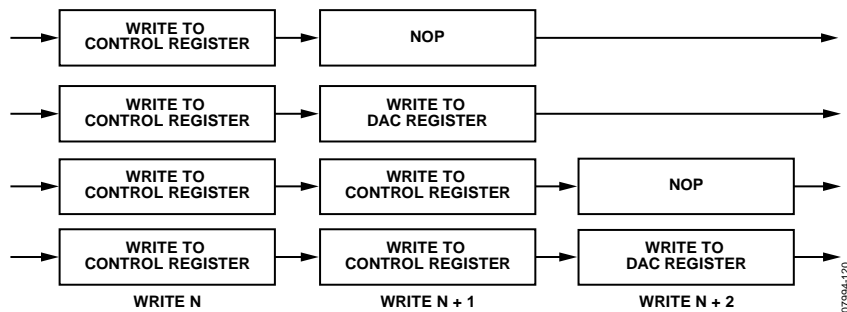 WRITE TO
CONTROL REGISTER
NOP
WRITE TO
CONTROL REGISTER
WRITE TO
DAC REGISTER
WRITE TO
CONTROL REGISTER
WRITE TO
CONTROL REGISTER
NOP
WRITE TO
CONTROL REGISTER
WRITE TO
CONTROL REGISTER
WRITE TO
DAC REGISTER
WRITE N
WRITE N + 1
WRITE N + 2
07994-120